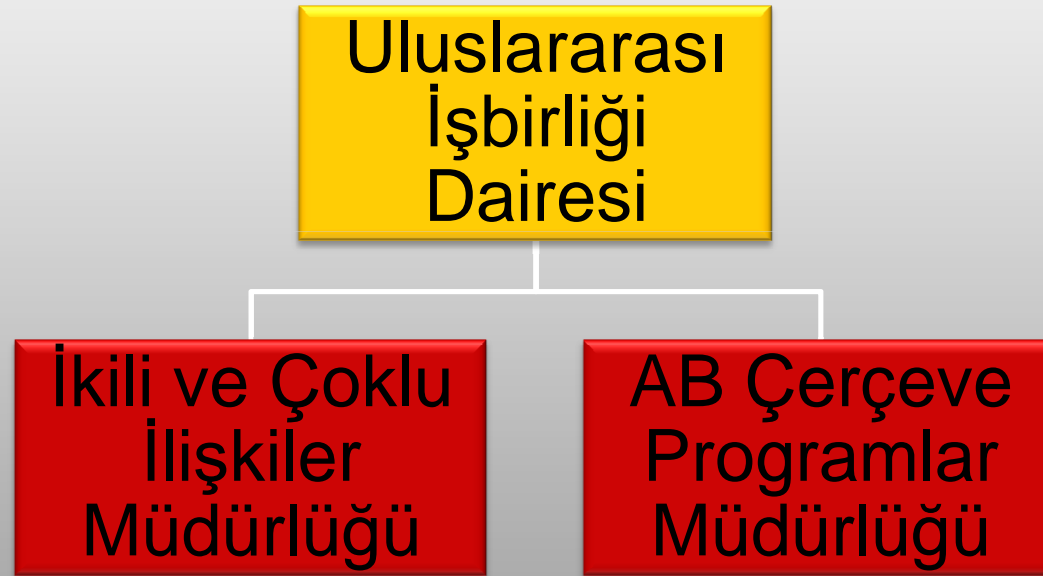 Uluslararası
İşbirliği
Dairesi
İkili ve Çoklu
İlişkiler
Müdürlüğü
AB Çerçeve
Programlar
Müdürlüğü